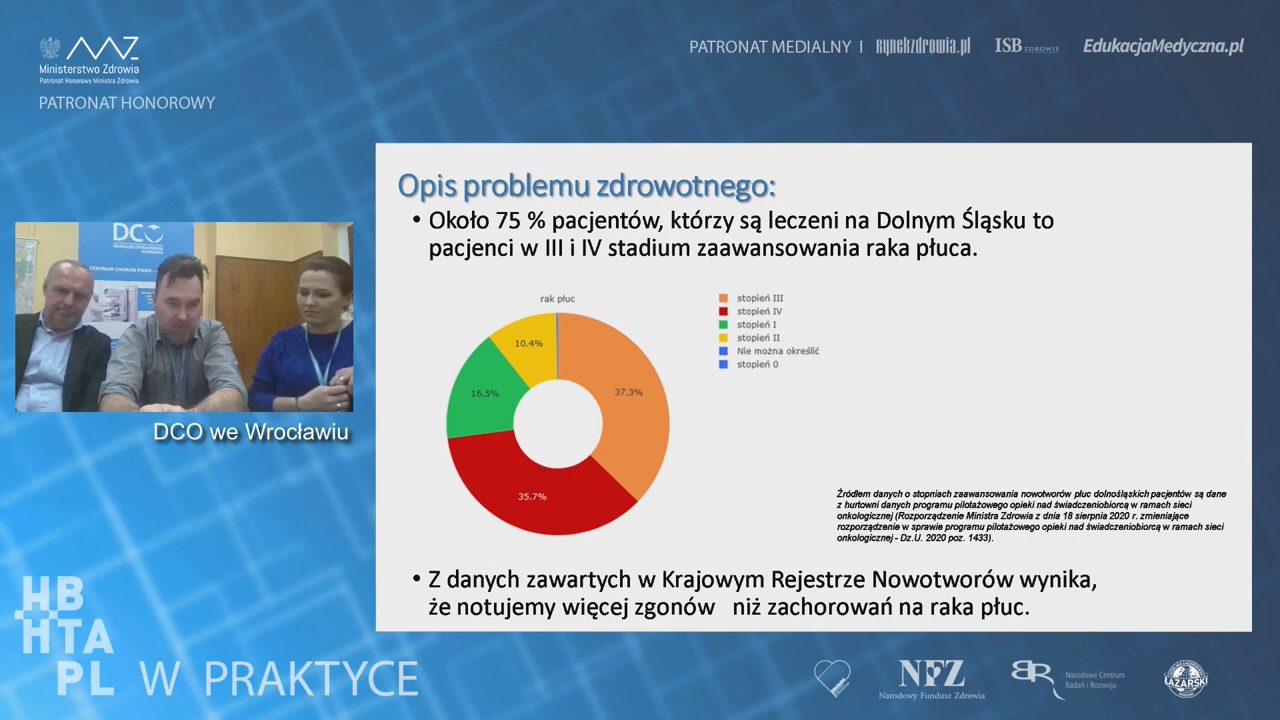 Ministerstwo Zdrowia
Patronat Honorowy Ministra Zdrowia
PATRONAT HONOROWY
PATRONAT MEDIALNY I rynekzdrowia.pl ISB ZDROWIE EdukacjaMedyczna.pl
Opis problemu zdrowotnego:
• Około 75 % pacjentów, którzy są leczeni na Dolnym Śląsku to
pacjenci w III i IV stadium zaawansowania raka płuca.
DCO
rak płuc
10.4%
16.5%
37.3%
35.7%
stopień III
stopień IV
stopień I
stopień II
Nie można określić
stopień 0
DCO we Wrocławiu
Źródłem danych o stopniach zaawansowania nowotworów płuc dolnośląskich pacjentów są dane
z hurtowni danych programu pilotażowego opieki nad świadczeniobiorcą w ramach sieci
onkologicznej (Rozporządzenie Ministra Zdrowia z dnia 18 sierpnia 2020 r. zmieniające
rozporządzenie w sprawie programu pilotażowego opieki nad świadczeniobiorcą w ramach sieci
onkologicznej - Dz.U. 2020 poz. 1433).
• Z danych zawartych w Krajowym Rejestrze Nowotworów wynika,
że notujemy więcej zgonów niż zachorowań na raka płuc.
HB
HTA
PL W PRAKTYCE
NFZ
Narodowy Fundusz Zdrowia
Narodowe Centrum
Badań i Rozwoju
ŁAZARSKI